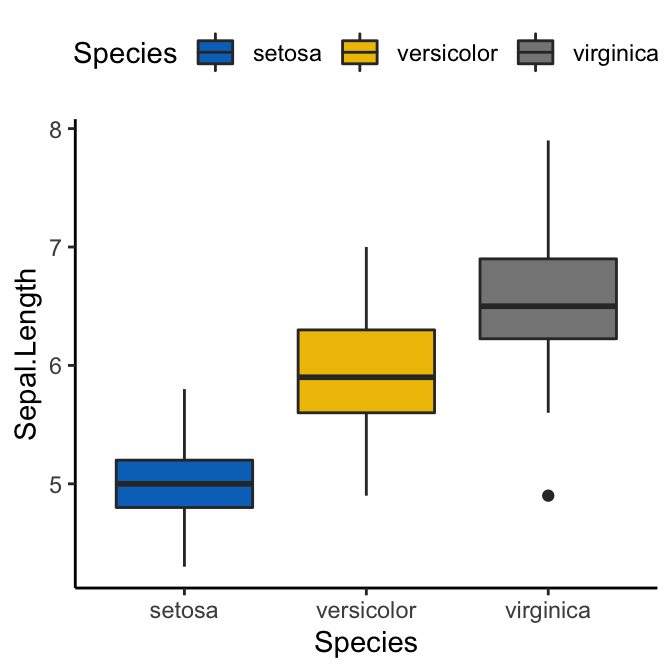 Species setosa versicolor virginica
8
7
6
5
Sepal.Length
setosa versicolor virginica
Species